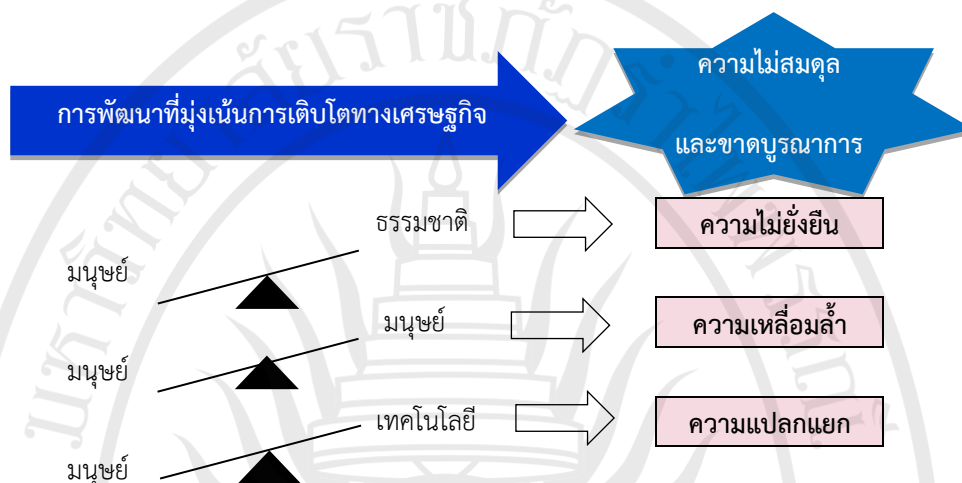 การพัฒนาที่มุ่งเน้นการเติบโตทางเศรษฐกิจ
ความไม่สมดุล
และขาดบูรณาการ
ธรรมชาติ
ความไม่ยั่งยืน
มนุษย์
มนุษย์
ความเหลื่อมล้ำ
มนุษย์
เทคโนโลยี
ความแปลกแยก
มนุษย์